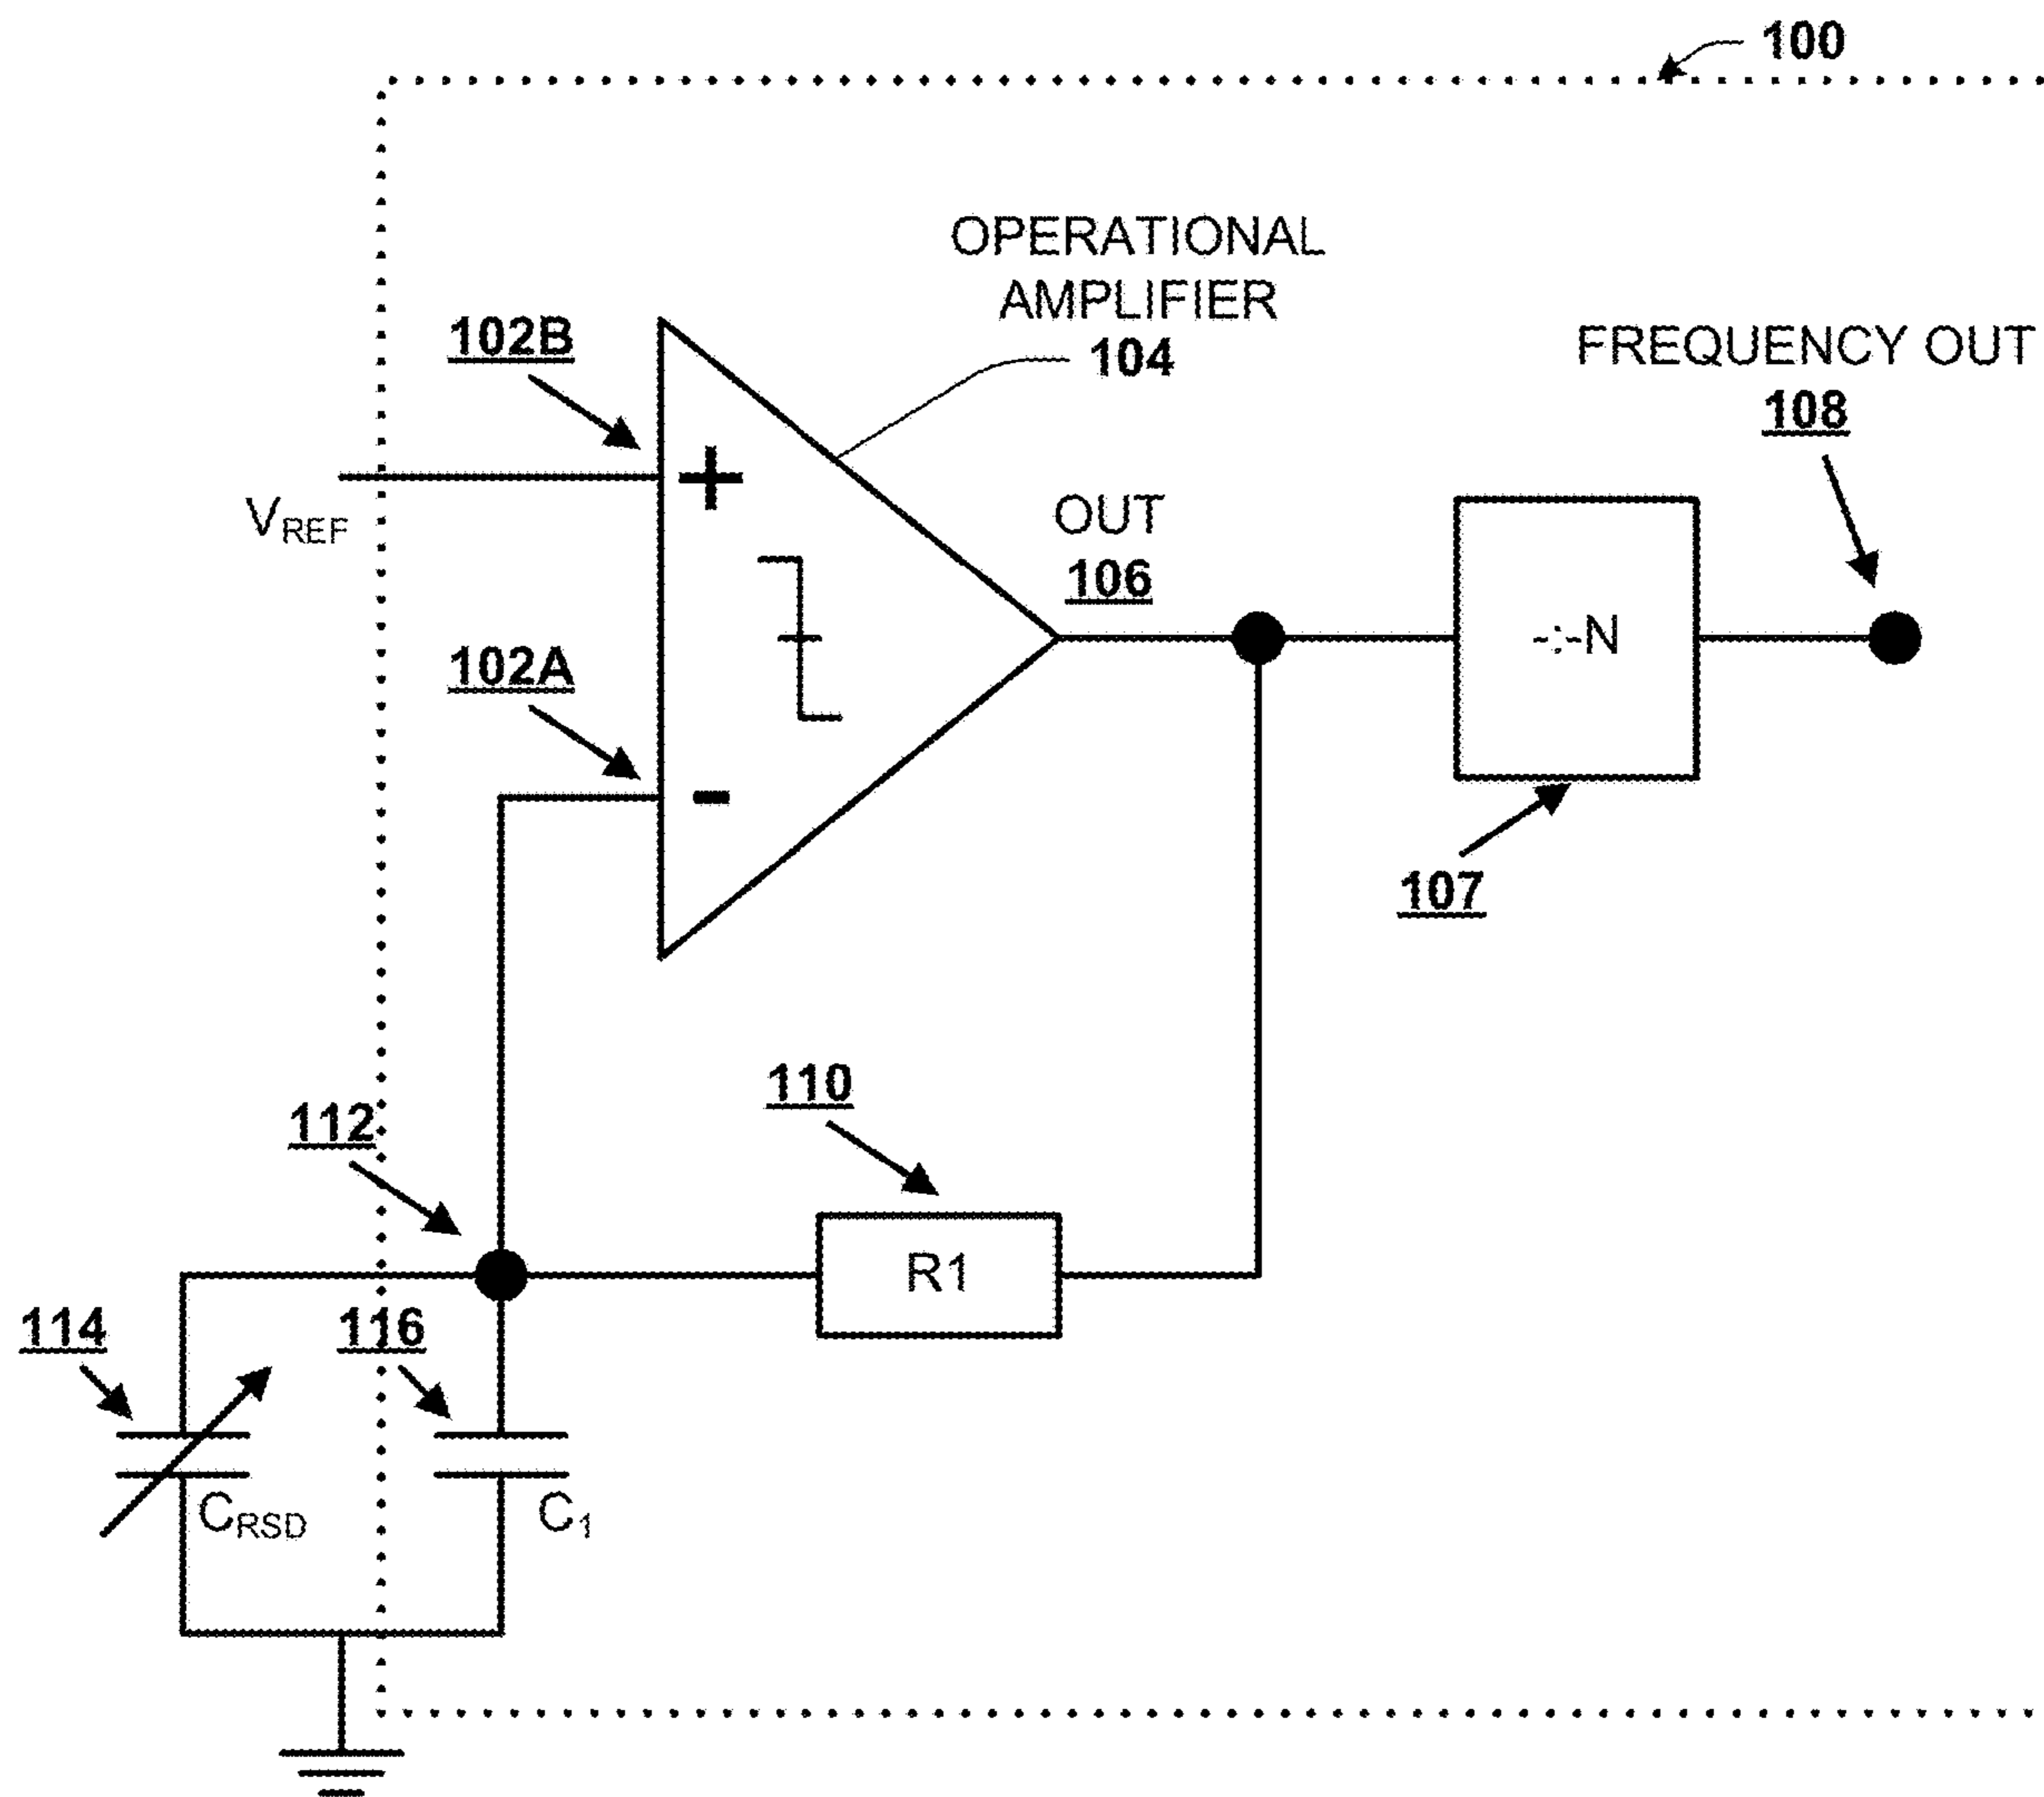 100
OPERATIONAL
AMPLIFIER
104
102B
FREQUENCY OUT
108
+
VREF
OUT
106
102A
-:-N
-
107
110
112
R1
114
116
CRSD
C1